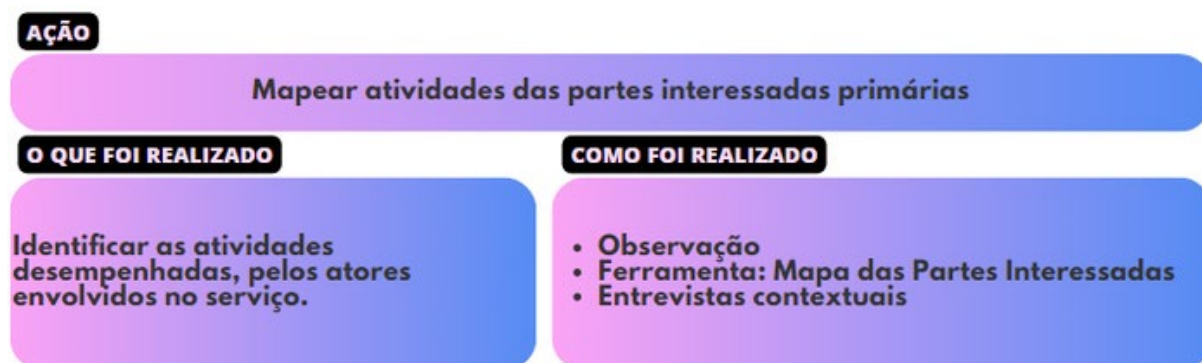 AÇÃO
Mapear atividades das partes interessadas primárias
O QUE FOI REALIZADO
Identificar as atividades
desempenhadas, pelos atores
envolvidos no serviço.
COMO FOI REALIZADO
• Observação
• Ferramenta: Mapa das Partes Interessadas
• Entrevistas contextuais